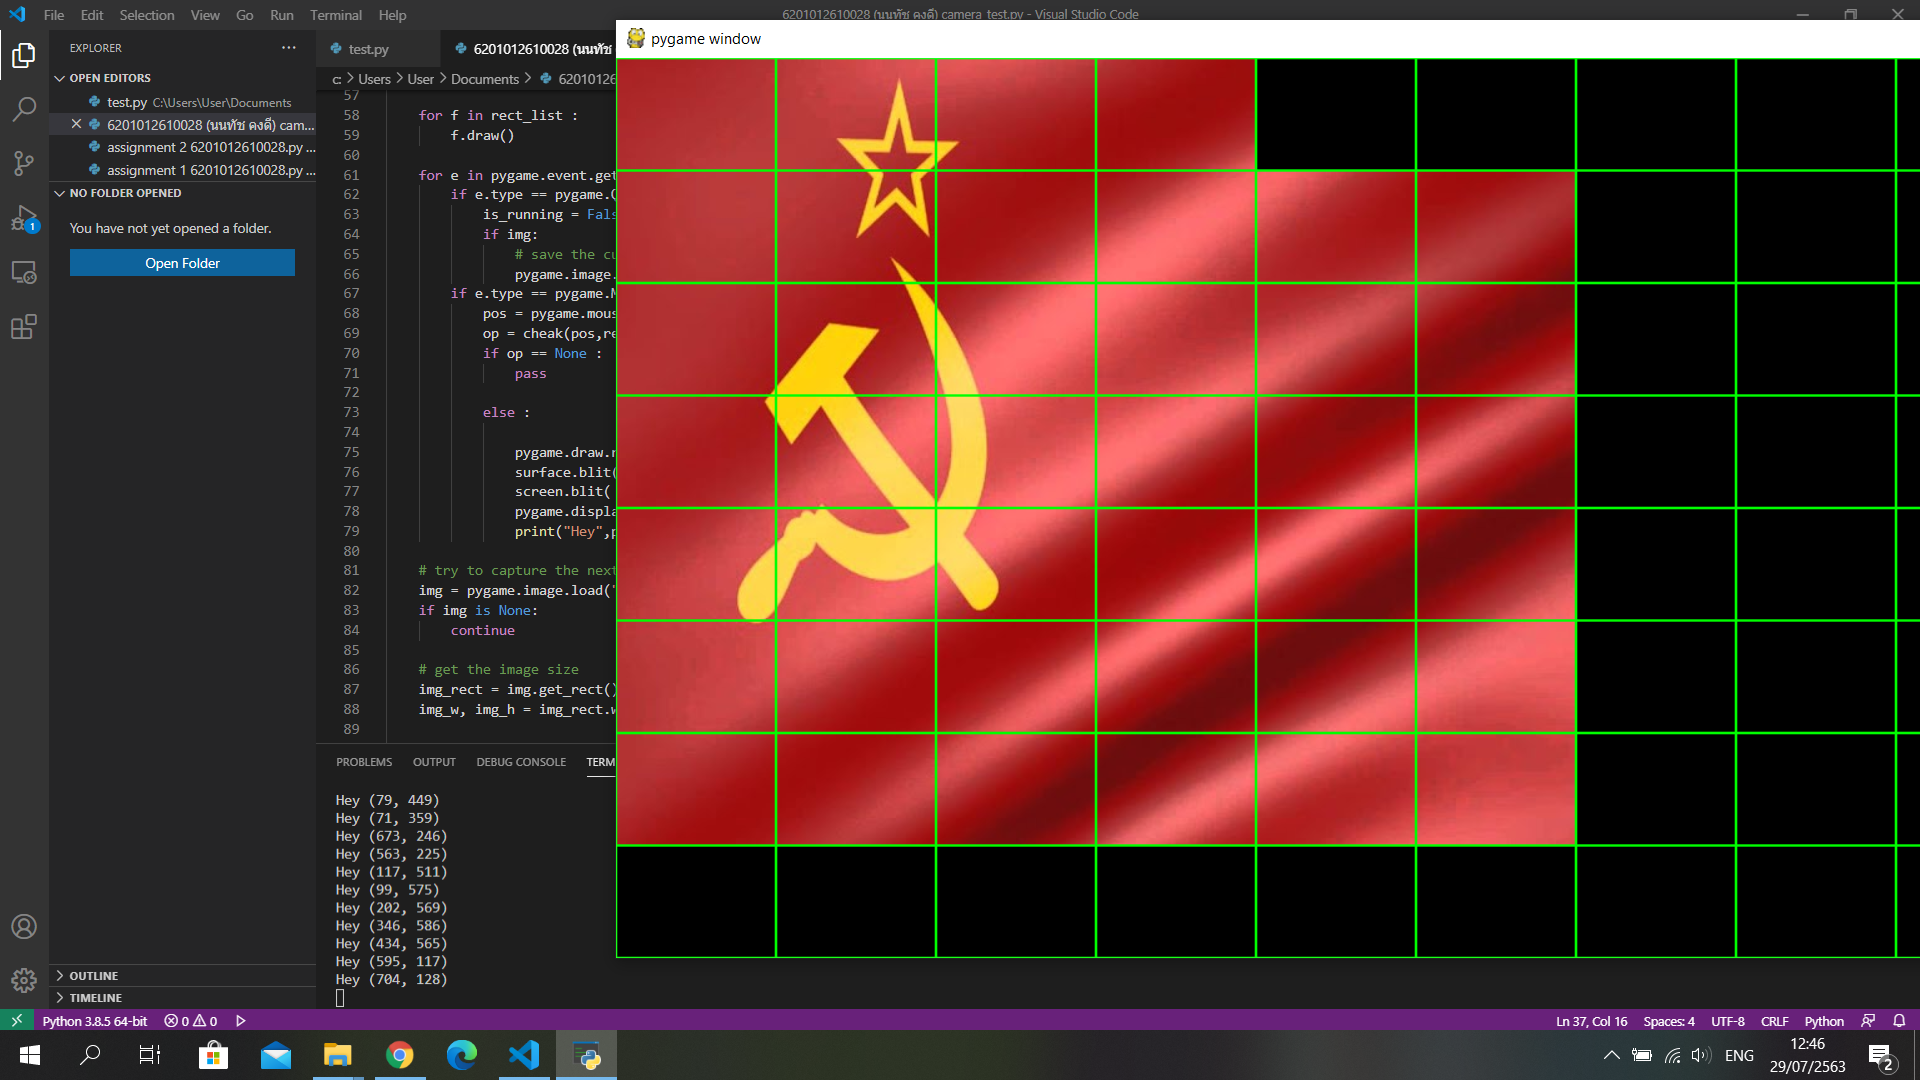 File Edit Selection View Go Run Terminal Help
6201012610028 (นนทัช คงดี) camera_test.py - Visual Studio Code
pygame window
EXPLORER
OPEN EDITORS
test.py C:\Users\User\Documents
6201012610028 (นนทัช คงดี) cam...
assignment 2 6201012610028.py ...
assignment 1 6201012610028.py ...
NO FOLDER OPENED
You have not yet opened a folder.
Open Folder
1
OUTLINE
TIMELINE
test.py
6201012610028 (นนทัช
c: > Users > User > Documents > 62010126
57
58 for f in rect_list :
59 f.draw()
60
61 for e in pygame.event.get
62 if e.type == pygame.Q
63 is_running = Fals
64 if img:
65 # save the cu
66 pygame.image.
67 if e.type == pygame.M
68 pos = pygame.mous
69 op = cheak(pos,re
70 if op == None :
71 pass
72
73 else :
74
75 pygame.draw.r
76 surface.blit(
77 screen.blit(
78 pygame.displa
79 print("Hey",p
80
81 # try to capture the next
82 img = pygame.image.load("
83 if img is None:
84 continue
85
86 # get the image size
87 img_rect = img.get_rect()
88 img_w, img_h = img_rect.w
89
PROBLEMS OUTPUT DEBUG CONSOLE TERM
Hey (79, 449)
Hey (71, 359)
Hey (673, 246)
Hey (563, 225)
Hey (117, 511)
Hey (99, 575)
Hey (202, 569)
Hey (346, 586)
Hey (434, 565)
Hey (595, 117)
Hey (704, 128)
Python 3.8.5 64-bit 0 0
Ln 37, Col 16 Spaces: 4 UTF-8 CRLF Python
ENG
12:46
29/07/2563
2